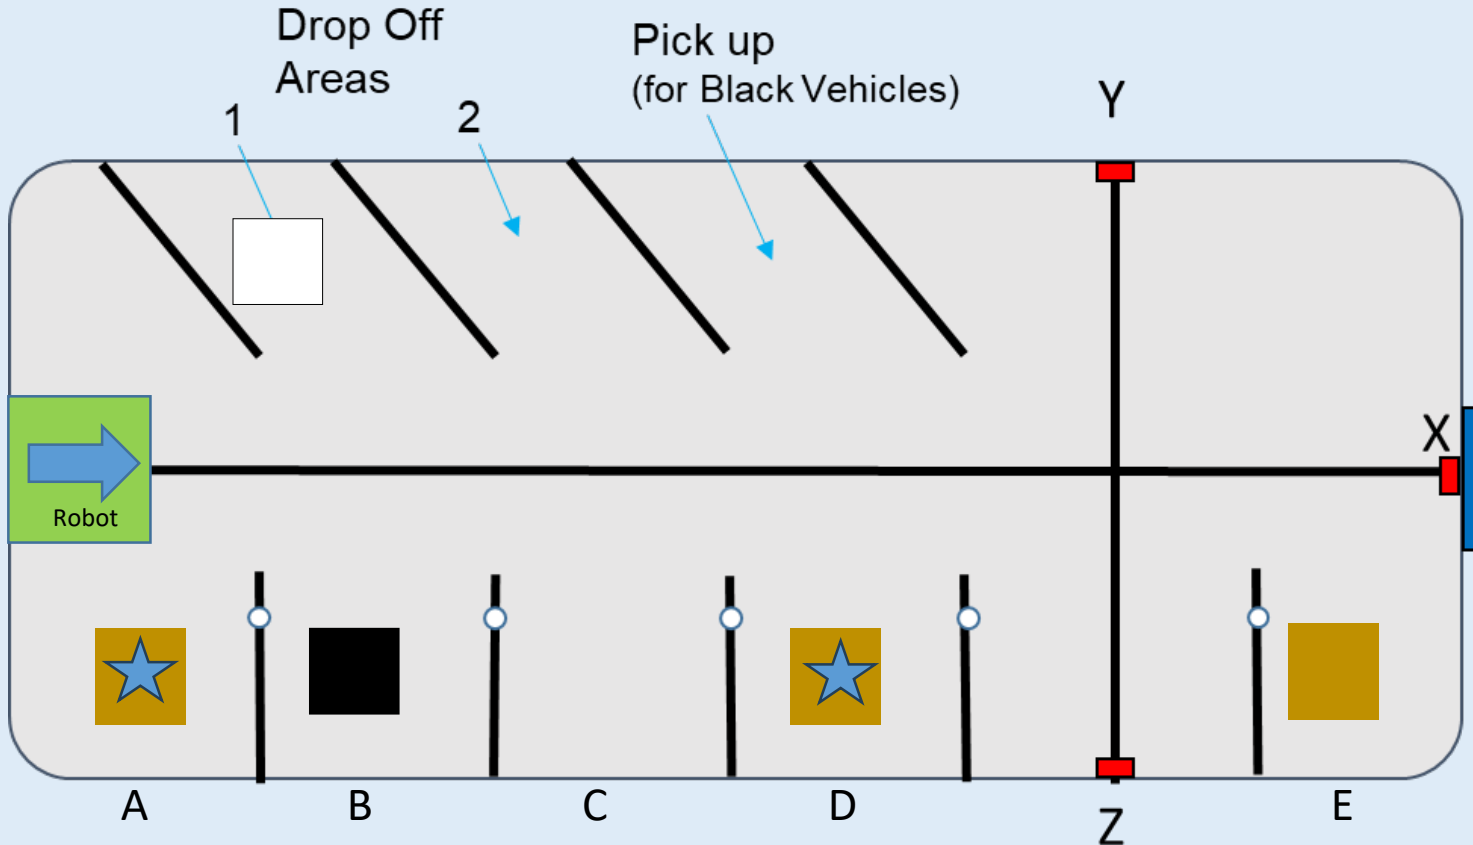 Drop Off
Areas
Pick up
(for Black Vehicles)
1
2
Y
X
Robot
A
B
C
D
Z
E